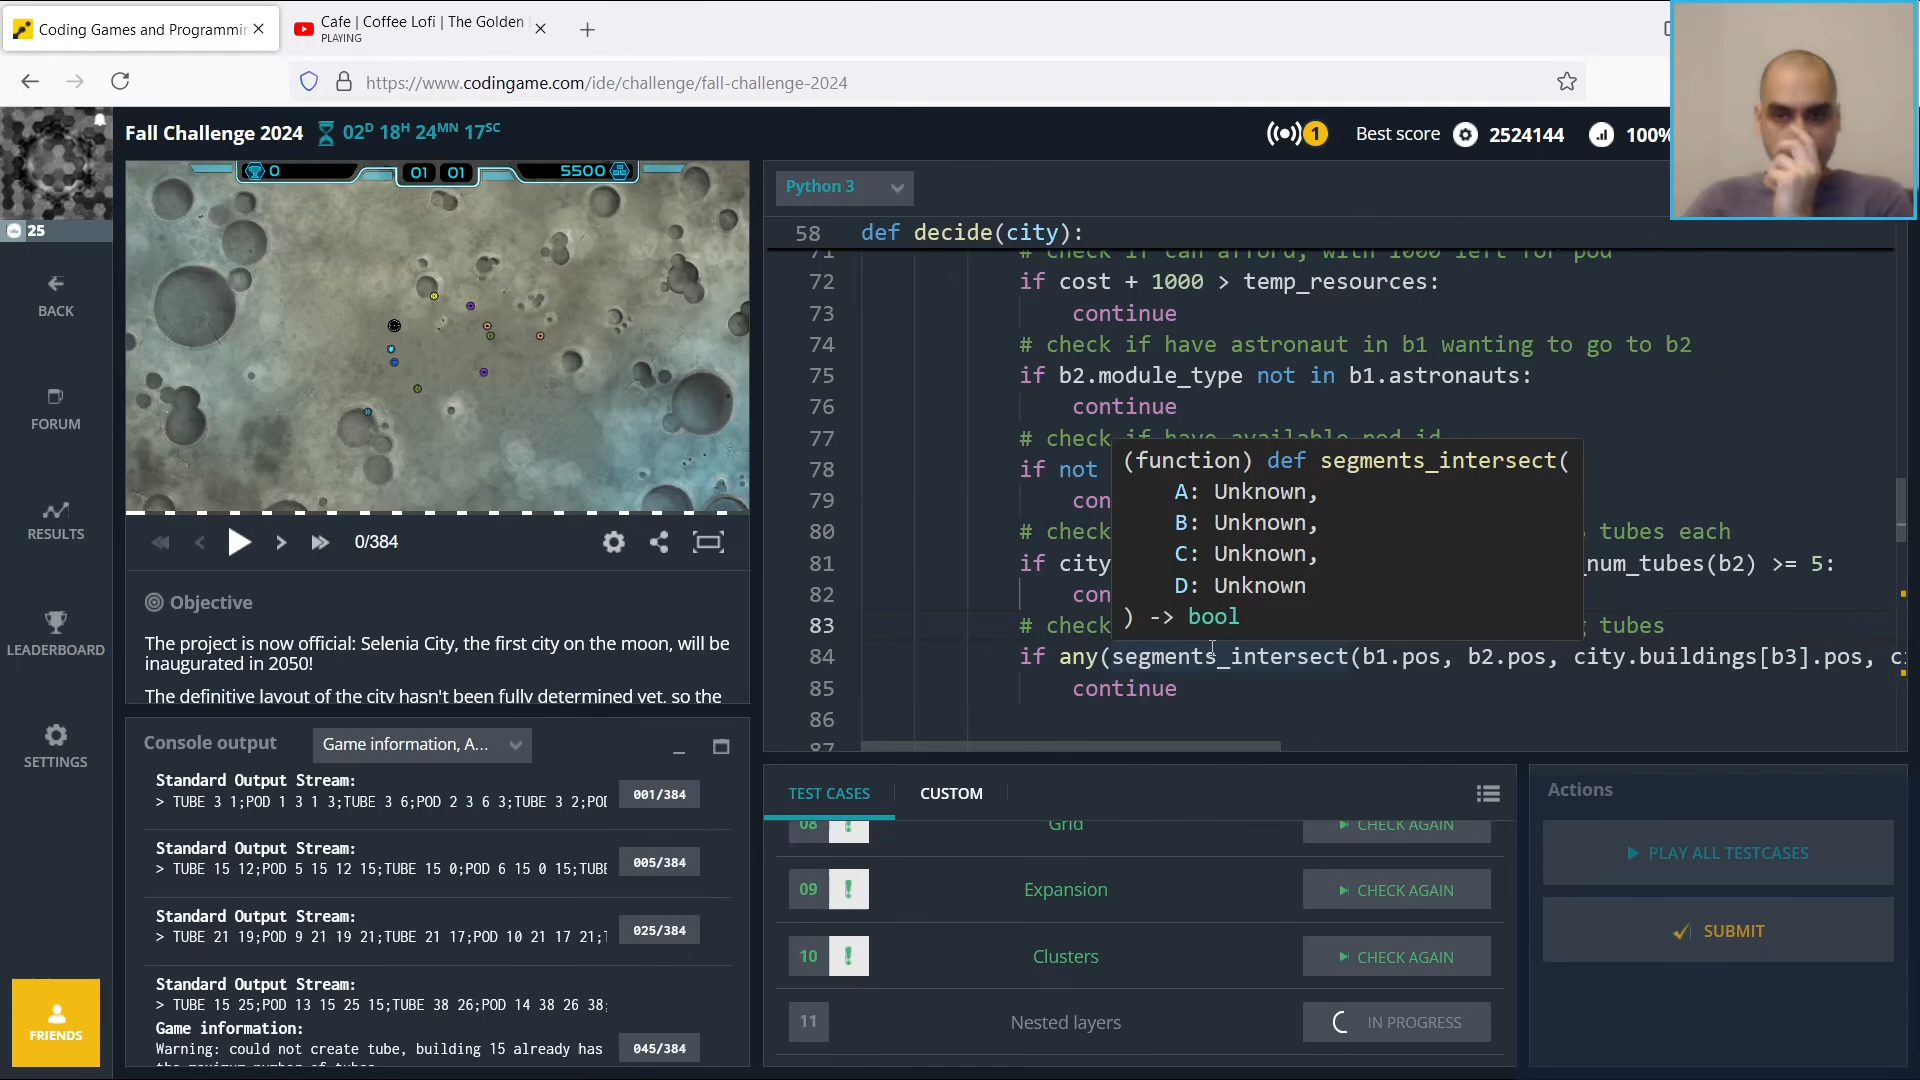 Coding Games and Programmin
Cafe | Coffee Lofi | The Golden
PLAYING
https://www.codingame.com/ide/challenge/fall-challenge-2024
Fall Challenge 2024
02D 18H 24MN 17SC
1
Best score
2524144
100%
25
BACK
FORUM
RESULTS
LEADERBOARD
SETTINGS
FRIENDS
0
01 01
5500
0/384
Objective
The project is now official: Selenia City, the first city on the moon, will be
inaugurated in 2050!
The definitive layout of the city hasn't been fully determined yet, so the
Console output
Game information, A...
Standard Output Stream:
> TUBE 3 1;POD 1 3 1 3;TUBE 3 6;POD 2 3 6 3;TUBE 3 2;POD
001/384
Standard Output Stream:
> TUBE 15 12;POD 5 15 12 15;TUBE 15 0;POD 6 15 0 15;TUBE
005/384
Standard Output Stream:
> TUBE 21 19;POD 9 21 19 21;TUBE 21 17;POD 10 21 17 21;T
025/384
Standard Output Stream:
> TUBE 15 25;POD 13 15 25 15;TUBE 38 26;POD 14 38 26 38;
Game information:
Warning: could not create tube, building 15 already has
the maximum number of tubes
045/384
Python 3
58 def decide(city):
71 # check if can afford, with 1000 left for pod
72 if cost + 1000 > temp_resources:
73 continue
74 # check if have astronaut in b1 wanting to go to b2
75 if b2.module_type not in b1.astronauts:
76 continue
77 # check if have available pod id
78 if not
79 con
80 # check tubes each
81 if city _num_tubes(b2) >= 5:
82 con
83 # check tubes
84 if any(segments_intersect(b1.pos, b2.pos, city.buildings[b3].pos, c
85 continue
86
87
(function) def segments_intersect(
A: Unknown,
B: Unknown,
C: Unknown,
D: Unknown
) -> bool
TEST CASES
CUSTOM
08 Grid CHECK AGAIN
09 Expansion CHECK AGAIN
10 Clusters CHECK AGAIN
11 Nested layers IN PROGRESS
Actions
PLAY ALL TESTCASES
SUBMIT